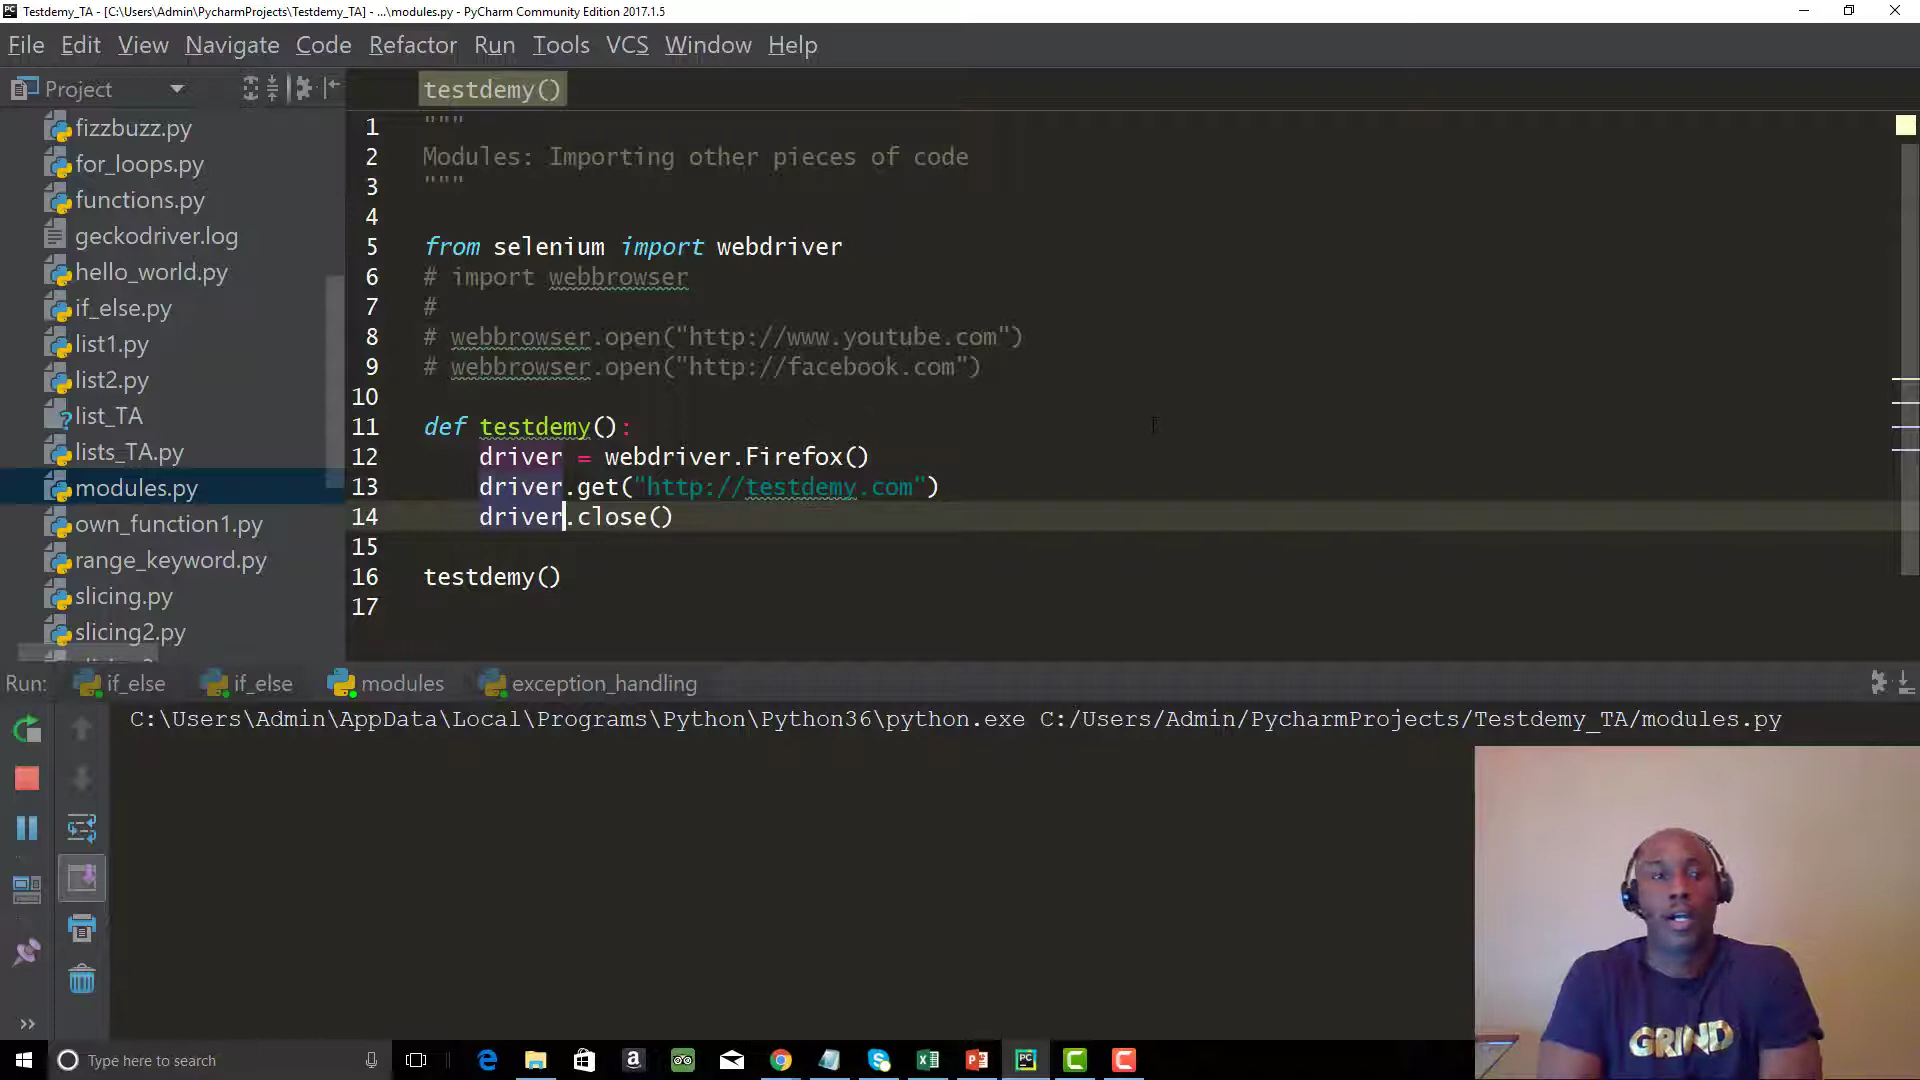 Testdemy_TA - [C:\Users\Admin\PycharmProjects\Testdemy_TA] - ...\modules.py - PyCharm Community Edition 2017.1.5
File Edit View Navigate Code Refactor Run Tools VCS Window Help
Project
fizzbuzz.py
for_loops.py
functions.py
geckodriver.log
hello_world.py
if_else.py
list1.py
list2.py
list_TA
lists_TA.py
modules.py
own_function1.py
range_keyword.py
slicing.py
slicing2.py
testdemy()
1 """
2 Modules: Importing other pieces of code
3 """
4
5 from selenium import webdriver
6 # import webbrowser
7 #
8 # webbrowser.open("http://www.youtube.com")
9 # webbrowser.open("http://facebook.com")
10
11 def testdemy():
12 driver = webdriver.Firefox()
13 driver.get("http://testdemy.com")
14 driver.close()
15
16 testdemy()
17
Run: if_else if_else modules exception_handling
C:\Users\Admin\AppData\Local\Programs\Python\Python36\python.exe C:/Users/Admin/PycharmProjects/Testdemy_TA/modules.py
GRIND
Type here to search